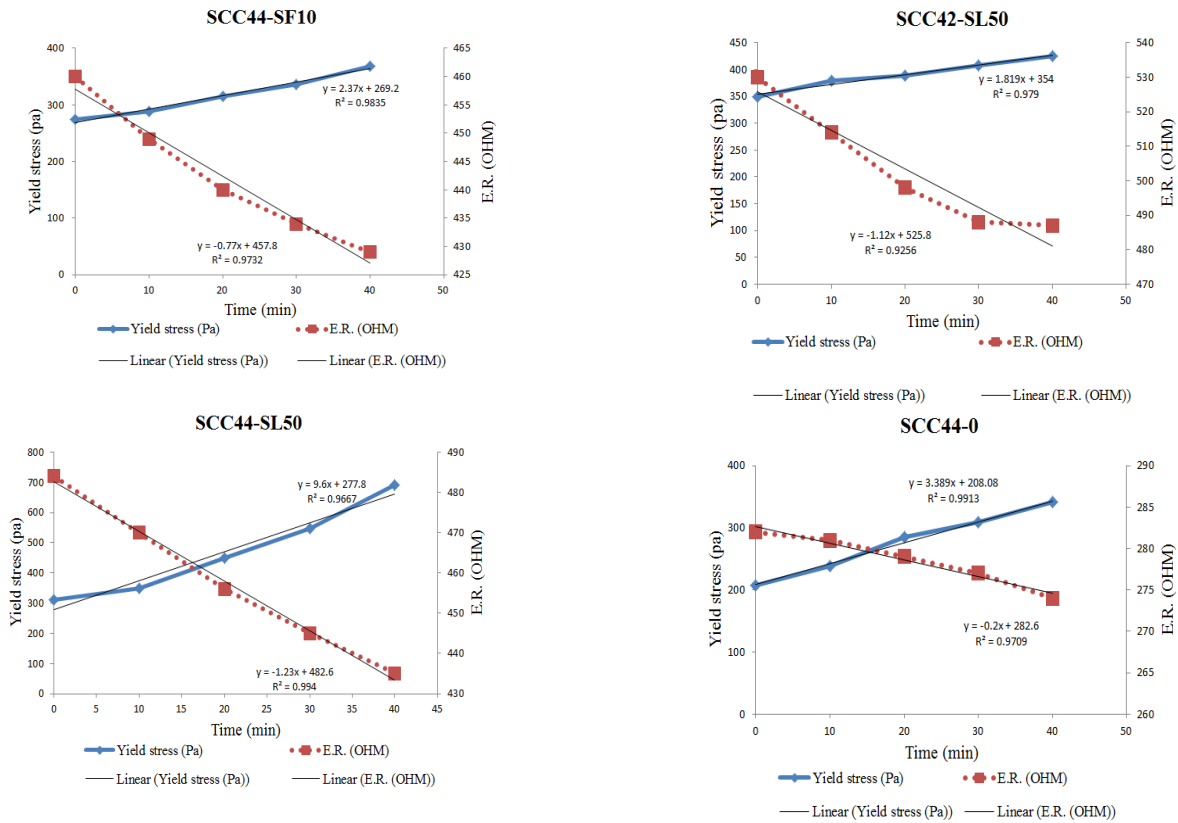 SCC44-SF10
400
350
300
200
100
0
Yield stress (pa)
465
460
455
450
445
440
435
430
425
E.R. (OHM)
y = 2.37x + 269.2
R² = 0.9835
y = -0.77x + 457.8
R² = 0.9732
0 10 20 30 40 50
Time (min)
Yield stress (Pa) E.R. (OHM)
Linear (Yield stress (Pa)) Linear (E.R. (OHM))
SCC42-SL50
450
400
350
300
250
200
150
100
50
0
Yield stress (pa)
540
530
520
510
500
490
480
470
E.R. (OHM)
y = 1.819x + 354
R² = 0.979
y = -1.12x + 525.8
R² = 0.9256
0 10 20 30 40 50
Time (min)
Yield stress (Pa) E.R. (OHM)
Linear (Yield stress (Pa)) Linear (E.R. (OHM))
SCC44-SL50
800
700
600
500
400
300
200
100
0
Yield stress (pa)
490
480
470
460
450
440
430
E.R. (OHM)
y = 9.6x + 277.8
R² = 0.9667
y = -1.23x + 482.6
R² = 0.994
0 5 10 15 20 25 30 35 40 45
Time (min)
Yield stress (Pa) E.R. (OHM)
Linear (Yield stress (Pa)) Linear (E.R. (OHM))
SCC44-0
400
300
200
100
0
Yield stress (pa)
290
285
280
275
270
265
260
E.R. (OHM)
y = 3.389x + 208.08
R² = 0.9913
y = -0.2x + 282.6
R² = 0.9709
0 10 20 30 40 50
Time (min)
Yield stress (Pa) E.R. (OHM)
Linear (Yield stress (Pa)) Linear (E.R. (OHM))